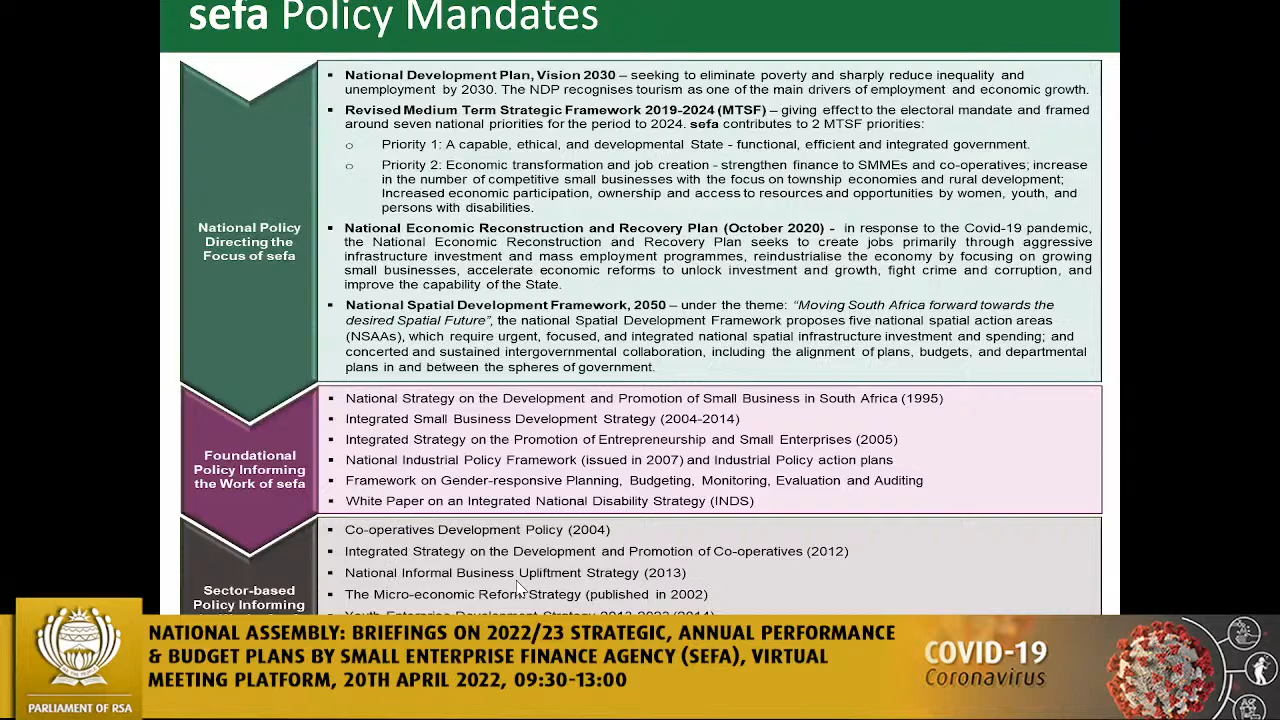 sefa Policy Mandates
National Policy
Directing the
Focus of sefa
▪ National Development Plan, Vision 2030 – seeking to eliminate poverty and sharply reduce inequality and
unemployment by 2030. The NDP recognises tourism as one of the main drivers of employment and economic growth.
▪ Revised Medium Term Strategic Framework 2019-2024 (MTSF) – giving effect to the electoral mandate and framed
around seven national priorities for the period to 2024. sefa contributes to 2 MTSF priorities:
o Priority 1: A capable, ethical, and developmental State - functional, efficient and integrated government.
o Priority 2: Economic transformation and job creation - strengthen finance to SMMEs and co-operatives; increase
in the number of competitive small businesses with the focus on township economies and rural development;
Increased economic participation, ownership and access to resources and opportunities by women, youth, and
persons with disabilities.
▪ National Economic Reconstruction and Recovery Plan (October 2020) - in response to the Covid-19 pandemic,
the National Economic Reconstruction and Recovery Plan seeks to create jobs primarily through aggressive
infrastructure investment and mass employment programmes, reindustrialise the economy by focusing on growing
small businesses, accelerate economic reforms to unlock investment and growth, fight crime and corruption, and
improve the capability of the State.
▪ National Spatial Development Framework, 2050 – under the theme: “Moving South Africa forward towards the
desired Spatial Future”, the national Spatial Development Framework proposes five national spatial action areas
(NSAAs), which require urgent, focused, and integrated national spatial infrastructure investment and spending; and
concerted and sustained intergovernmental collaboration, including the alignment of plans, budgets, and departmental
plans in and between the spheres of government.
Foundational
Policy Informing
the Work of sefa
▪ National Strategy on the Development and Promotion of Small Business in South Africa (1995)
▪ Integrated Small Business Development Strategy (2004-2014)
▪ Integrated Strategy on the Promotion of Entrepreneurship and Small Enterprises (2005)
▪ National Industrial Policy Framework (issued in 2007) and Industrial Policy action plans
▪ Framework on Gender-responsive Planning, Budgeting, Monitoring, Evaluation and Auditing
▪ White Paper on an Integrated National Disability Strategy (INDS)
Sector-based
Policy Informing
▪ Co-operatives Development Policy (2004)
▪ Integrated Strategy on the Development and Promotion of Co-operatives (2012)
▪ National Informal Business Upliftment Strategy (2013)
▪ The Micro-economic Reform Strategy (published in 2002)
Youth Enterprise Development Strategy 2013-2023 (2014)
NATIONAL ASSEMBLY: BRIEFINGS ON 2022/23 STRATEGIC, ANNUAL PERFORMANCE
& BUDGET PLANS BY SMALL ENTERPRISE FINANCE AGENCY (SEFA), VIRTUAL
MEETING PLATFORM, 20TH APRIL 2022, 09:30-13:00
PARLIAMENT OF RSA
COVID-19
Coronavirus